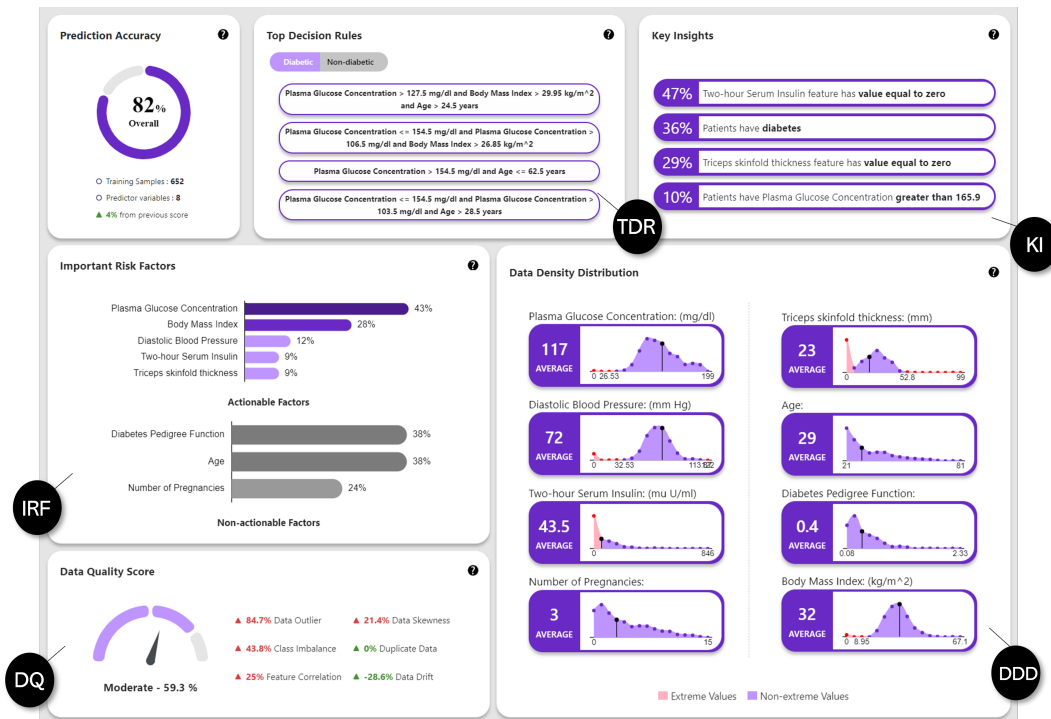 Prediction Accuracy
82%
Overall
Training Samples : 652
Predictor variables : 8
4% from previous score
Top Decision Rules
Diabetic Non-diabetic
Plasma Glucose Concentration > 127.5 mg/dl and Body Mass Index > 29.95 kg/m^2
and Age > 24.5 years
Plasma Glucose Concentration <= 154.5 mg/dl and Plasma Glucose Concentration >
106.5 mg/dl and Body Mass Index > 26.85 kg/m^2
Plasma Glucose Concentration > 154.5 mg/dl and Age <= 62.5 years
Plasma Glucose Concentration <= 154.5 mg/dl and Plasma Glucose Concentration >
103.5 mg/dl and Age > 28.5 years
TDR
Key Insights
47% Two-hour Serum Insulin feature has value equal to zero
36% Patients have diabetes
29% Triceps skinfold thickness feature has value equal to zero
10% Patients have Plasma Glucose Concentration greater than 165.9
KI
Important Risk Factors
Plasma Glucose Concentration 43%
Body Mass Index 28%
Diastolic Blood Pressure 12%
Two-hour Serum Insulin 9%
Triceps skinfold thickness 9%
Actionable Factors
Diabetes Pedigree Function 38%
Age 38%
Number of Pregnancies 24%
Non-actionable Factors
IRF
Data Quality Score
Moderate - 59.3 %
84.7% Data Outlier
21.4% Data Skewness
43.8% Class Imbalance
0% Duplicate Data
25% Feature Correlation
-28.6% Data Drift
DQ
Data Density Distribution
Plasma Glucose Concentration: (mg/dl)
117
AVERAGE
0 26.53 199
Diastolic Blood Pressure: (mm Hg)
72
AVERAGE
0 32.53
Two-hour Serum Insulin: (mu U/ml)
43.5
AVERAGE
0 846
Number of Pregnancies:
3
AVERAGE
0 15
Triceps skinfold thickness: (mm)
23
AVERAGE
0 52.8 99
Age:
29
AVERAGE
21 81
Diabetes Pedigree Function:
0.4
AVERAGE
0.08 2.33
Body Mass Index: (kg/m^2)
32
AVERAGE
0 8.95 67.1
Extreme Values Non-extreme Values
DDD